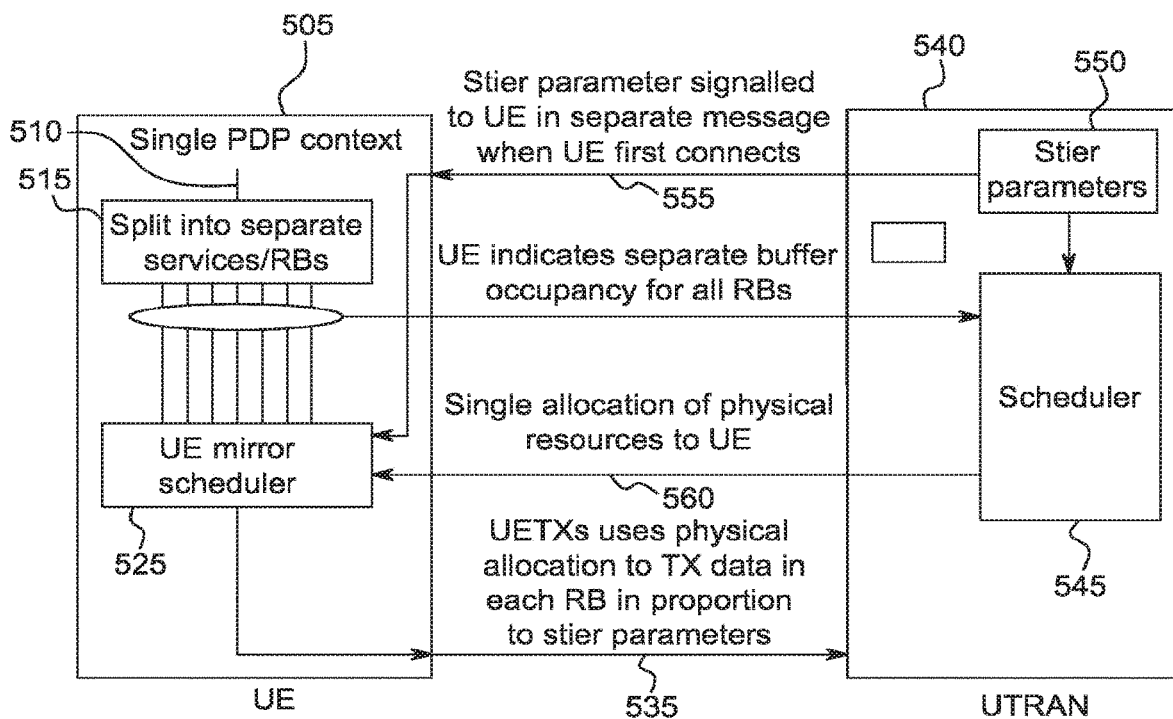 505
540
550
Stier parameter signalled
to UE in separate message
when UE first connects
510
Single PDP context
515
Stier
parameters
555
Split into separate
services/RBs
UE indicates separate buffer
occupancy for all RBs
Scheduler
Single allocation of physical
resources to UE
UE mirror
scheduler
560
525
UETXs uses physical
allocation to TX data in
each RB in proportion
to stier parameters
545
535
UE
UTRAN